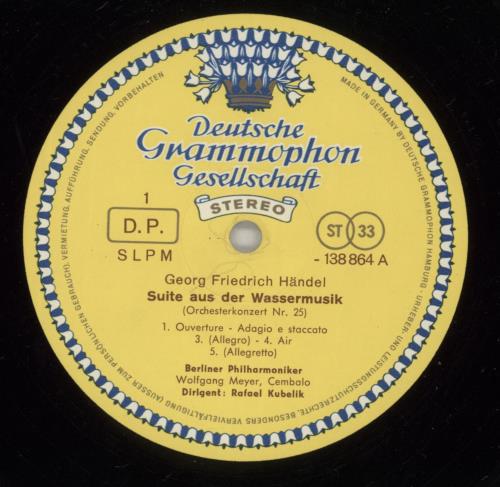 Deutsche
Grammophon
Gesellschaft
STEREO
1
D.P.
SLPM
ST 33
- 138 864 A
Georg Friedrich Händel
Suite aus der Wassermusik
(Orchesterkonzert Nr. 25)
1. Ouverture - Adagio e staccato
3. (Allegro) - 4. Air
5. (Allegretto)
Berliner Philharmoniker
Wolfgang Meyer, Cembalo
Dirigent: Rafael Kubelik
MADE IN GERMANY BY DEUTSCHE GRAMMOPHON HAMBURG · URHEBER- UND LEISTUNGSSCHUTZRECHTE, BESONDERS VERVIELFÄLTIGUNG (AUSSER ZUM PERSÖNLICHEN GEBRAUCH), VERMIETUNG, AUFFÜHRUNG, SENDUNG, VORBEHALTEN